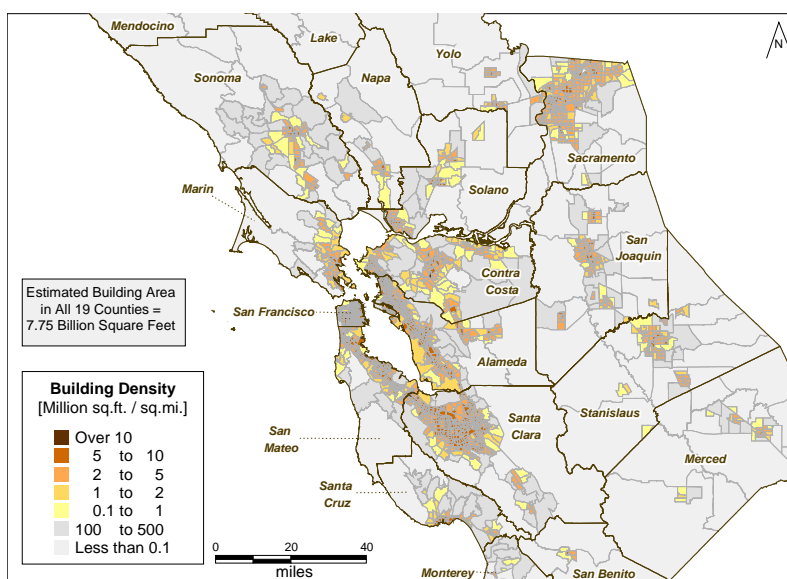 Mendocino
Lake
Yolo
N
Sonoma
Napa
Sacramento
Marin
Solano
San
Joaquin
Contra
Costa
Estimated Building Area
in All 19 Counties =
7.75 Billion Square Feet
San Francisco
Alameda
Building Density
[Million sq.ft. / sq.mi.]
Over 10
5 to 10
2 to 5
1 to 2
0.1 to 1
100 to 500
Less than 0.1
San
Mateo
Santa
Clara
Stanislaus
Merced
Santa
Cruz
0 20 40
miles
Monterey
San Benito